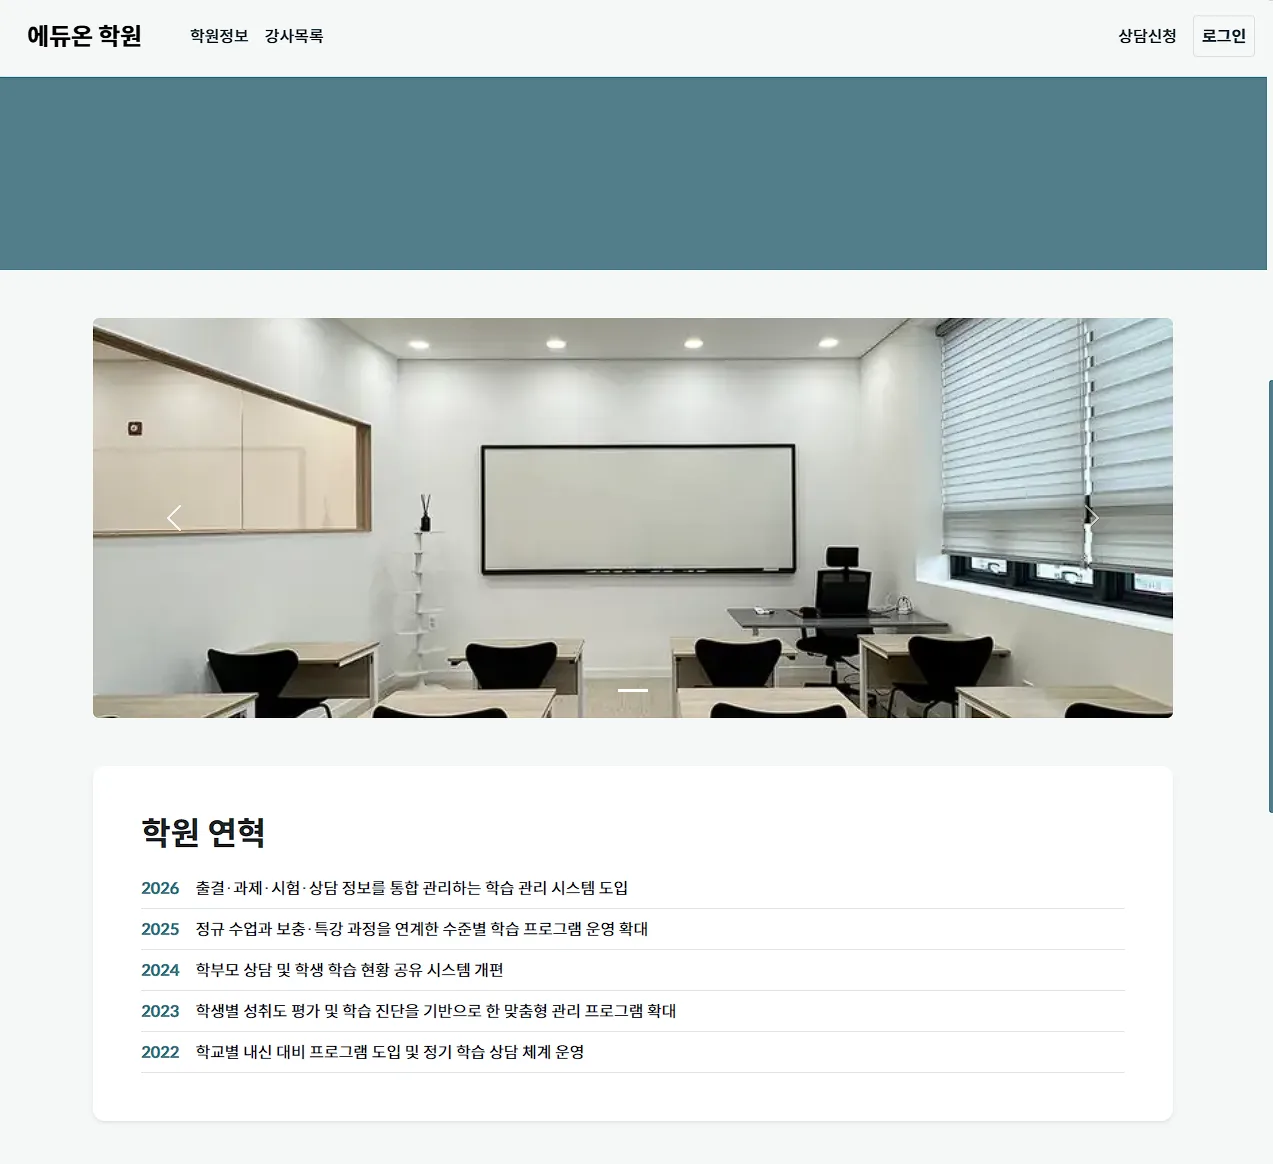 에듀온 학원
학원정보 강사목록
상담신청 로그인
학원 연혁
2026 출결·과제·시험·상담 정보를 통합 관리하는 학습 관리 시스템 도입
2025 정규 수업과 보충·특강 과정을 연계한 수준별 학습 프로그램 운영 확대
2024 학부모 상담 및 학생 학습 현황 공유 시스템 개편
2023 학생별 성취도 평가 및 학습 진단을 기반으로 한 맞춤형 관리 프로그램 확대
2022 학교별 내신 대비 프로그램 도입 및 정기 학습 상담 체계 운영